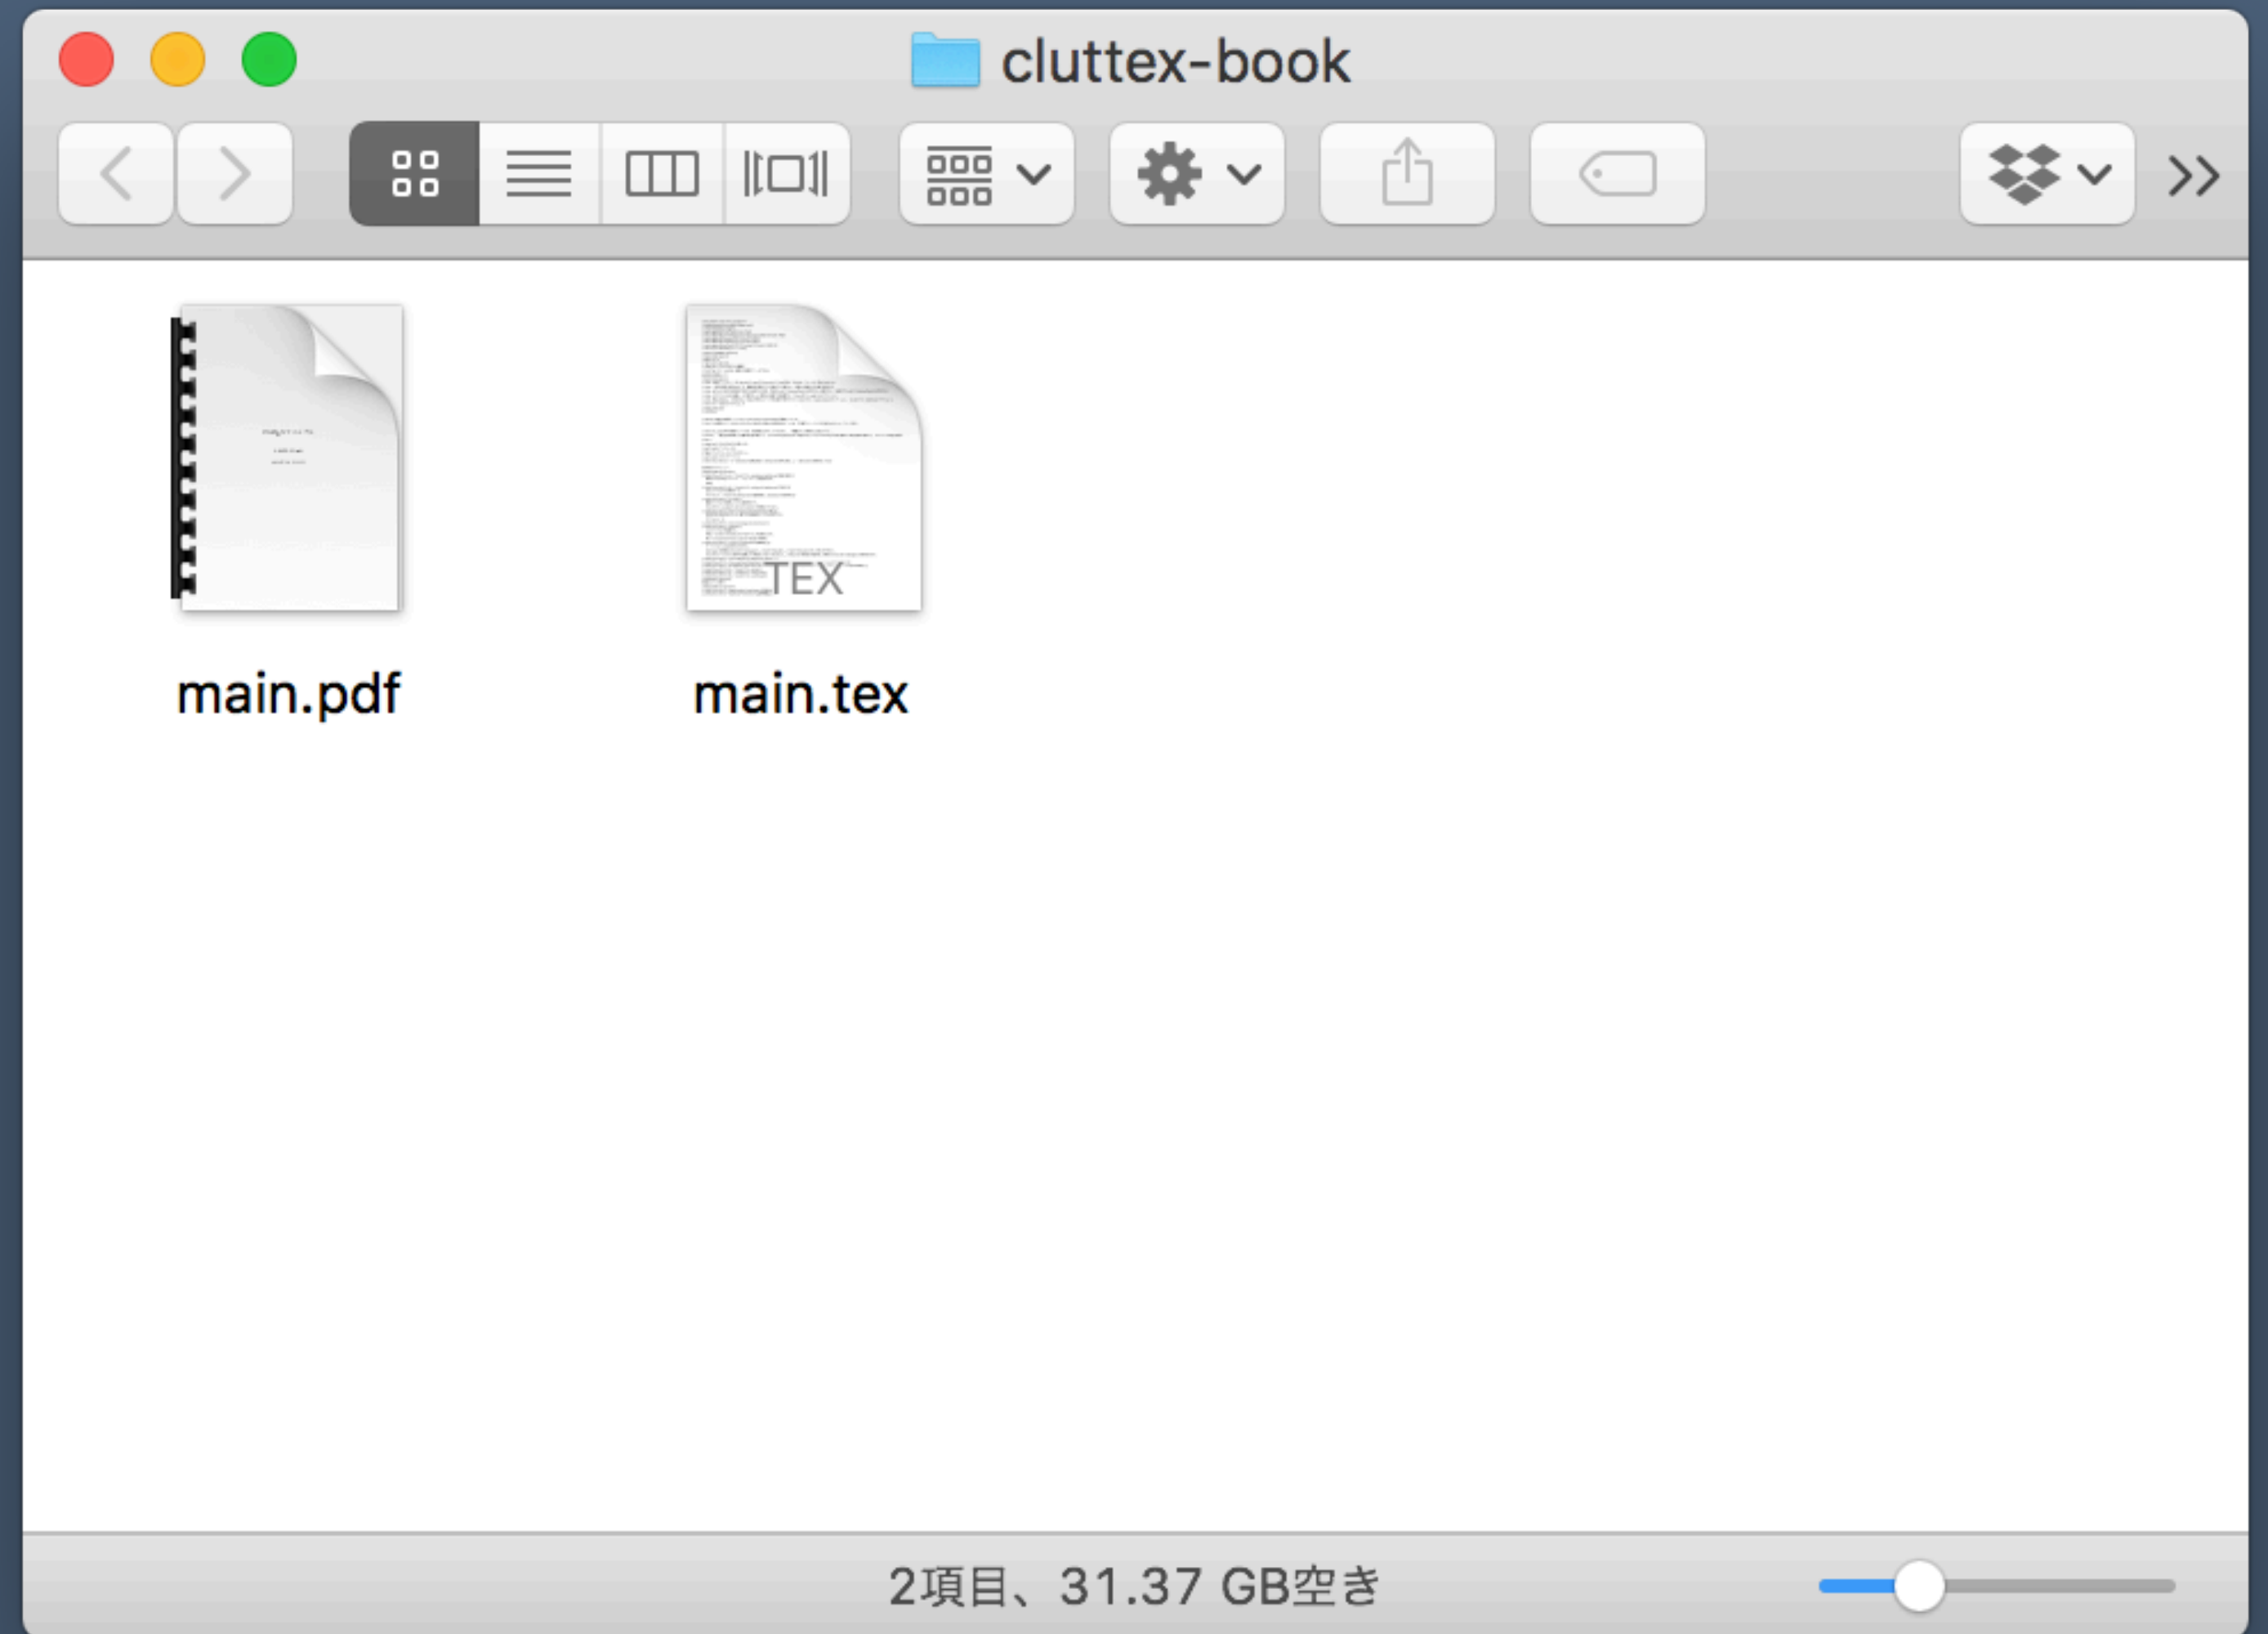 cluttex-book
TEX
main.pdf
main.tex
2項目、31.37 GB空き